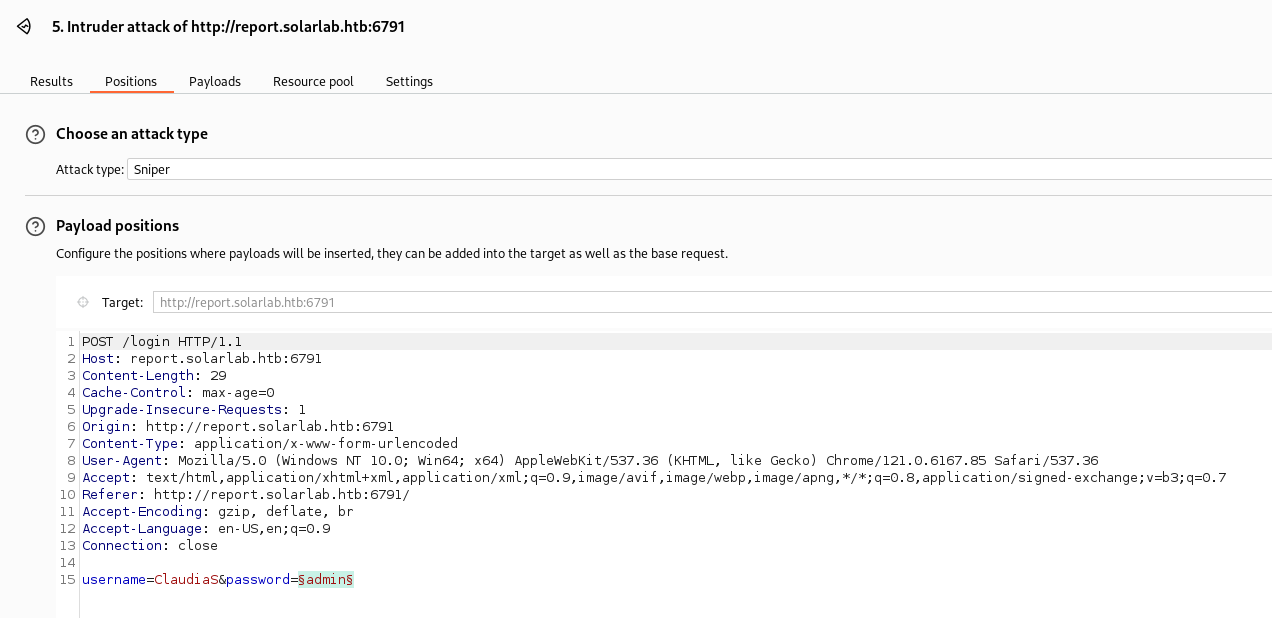 5. Intruder attack of http://report.solarlab.htb:6791
Results Positions Payloads Resource pool Settings
Choose an attack type
Attack type: Sniper
Payload positions
Configure the positions where payloads will be inserted, they can be added into the target as well as the base request.
Target: http://report.solarlab.htb:6791
1 POST /login HTTP/1.1
2 Host: report.solarlab.htb:6791
3 Content-Length: 29
4 Cache-Control: max-age=0
5 Upgrade-Insecure-Requests: 1
6 Origin: http://report.solarlab.htb:6791
7 Content-Type: application/x-www-form-urlencoded
8 User-Agent: Mozilla/5.0 (Windows NT 10.0; Win64; x64) AppleWebKit/537.36 (KHTML, like Gecko) Chrome/121.0.6167.85 Safari/537.36
9 Accept: text/html,application/xhtml+xml,application/xml;q=0.9,image/avif,image/webp,image/apng,*/*;q=0.8,application/signed-exchange;v=b3;q=0.7
10 Referer: http://report.solarlab.htb:6791/
11 Accept-Encoding: gzip, deflate, br
12 Accept-Language: en-US,en;q=0.9
13 Connection: close
14
15 username=ClaudiaS&password=§admin§